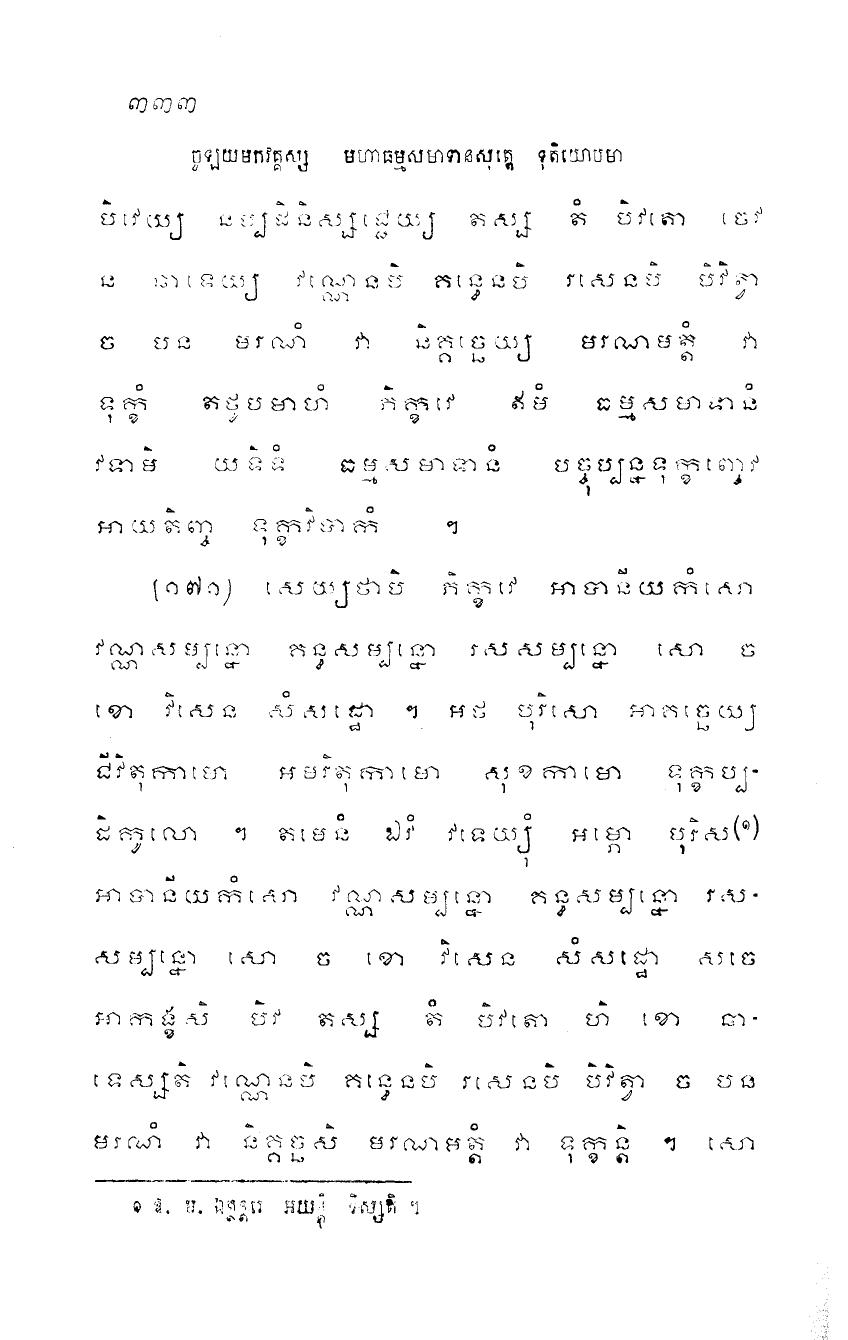 ៣៣៣
ចូឡយមកវគ្គស្ស មហាធម្មសមាទានសុត្តេ ទុតិយោបមា
បិវេយ្យ នប្បដិនិស្សជ្ជេយ្យ តស្ស តំ បិវតោ ចេវ
ន ឆាទេយ្យ វណ្ណេនបិ គន្ធេនបិ រសេនបិ បិវិត្វា
ច បន មរណំ វា និគ្គច្ឆេយ្យ មរណមត្តំ វា
ទុក្ខំ តថូបមាហំ ភិក្ខវេ ឥមំ ធម្មសមាទានំ
វទាមិ យទិទំ ធម្មសមាទានំ បច្ចុប្បន្នទុក្ខញ្ចេវ
អាយតិញ្ច ទុក្ខវិបាកំ ។
(១៧១) សេយ្យថាបិ ភិក្ខវេ អាបានីយកំសោ
វណ្ណសម្បន្នោ គន្ធសម្បន្នោ រសសម្បន្នោ សោ ច
ខោ វិសេន សំសដ្ឋោ ។ អថ បុរិសោ អាគច្ឆេយ្យ
ជីវិតុកាមោ អមរិតុកាមោ សុខកាមោ ទុក្ខប្ប-
ដិក្កូលោ ។ តមេនំ ឯវំ វទេយ្យុំ អម្ភោ បុរិស(១)
អាបានីយកំសោ វណ្ណសម្បន្នោ គន្ធសម្បន្នោ រស-
សម្បន្នោ សោ ច ខោ វិសេន សំសដ្ឋោ សចេ
អាកង្ខសិ បិវ តស្ស តំ បិវតោ ហិ ខោ ឆា-
ទេស្សតិ វណ្ណេនបិ គន្ធេនបិ រសេនបិ បិវិត្វា ច បន
មរណំ វា និគ្គច្ឆសិ មរណមត្តំ វា ទុក្ខន្តិ ។ សោ
១ ឱ. ម. ឯត្ថន្តរេ អយន្តិ ទិស្សតិ ។